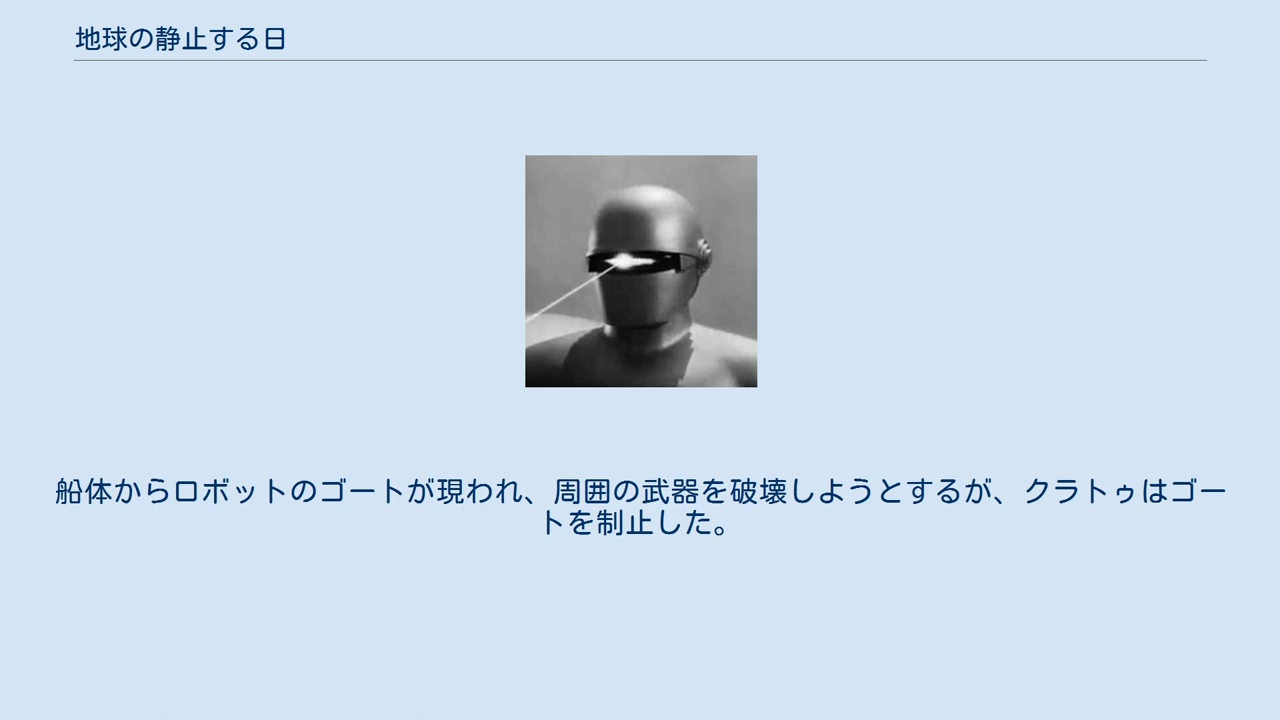 地球の静止する日
船体からロボットのゴートが現われ、周囲の武器を破壊しようとするが、クラトゥはゴー
トを制止した。